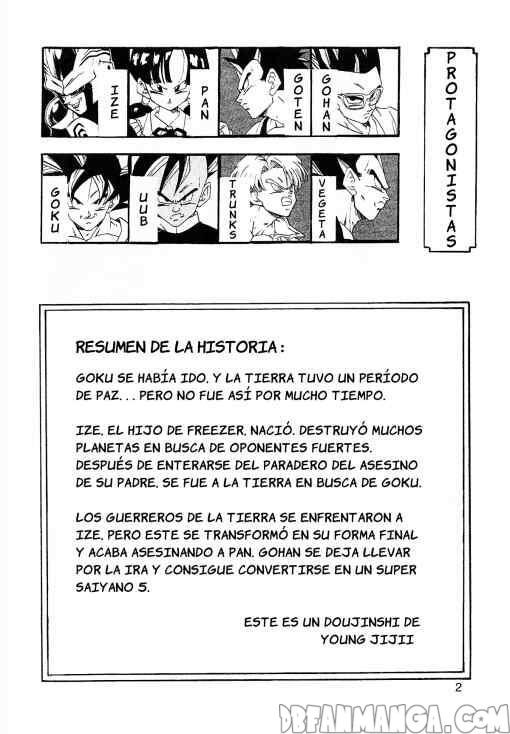 PROTAGONISTAS
IZE
PAN
GOTEN
GOHAN
GOKU
UUB
TRUNKS
VEGETA
RESUMEN DE LA HISTORIA:
GOKU SE HABÍA IDO, Y LA TIERRA TUVO UN PERÍODO
DE PAZ... PERO NO FUE ASÍ POR MUCHO TIEMPO.
IZE, EL HIJO DE FREEZER, NACIÓ. DESTRUYÓ MUCHOS
PLANETAS EN BUSCA DE OPONENTES FUERTES.
DESPUÉS DE ENTERARSE DEL PARADERO DEL ASESINO
DE SU PADRE, SE FUE A LA TIERRA EN BUSCA DE GOKU.
LOS GUERREROS DE LA TIERRA SE ENFRENTARON A
IZE, PERO ESTE SE TRANSFORMÓ EN SU FORMA FINAL
Y ACABA ASESINANDO A PAN. GOHAN SE DEJA LLEVAR
POR LA IRA Y CONSIGUE CONVERTIRSE EN UN SUPER
SAIYANO 5.
ESTE ES UN DOUJINSHI DE
YOUNG JIJII
2
DBFANMANGA.COM